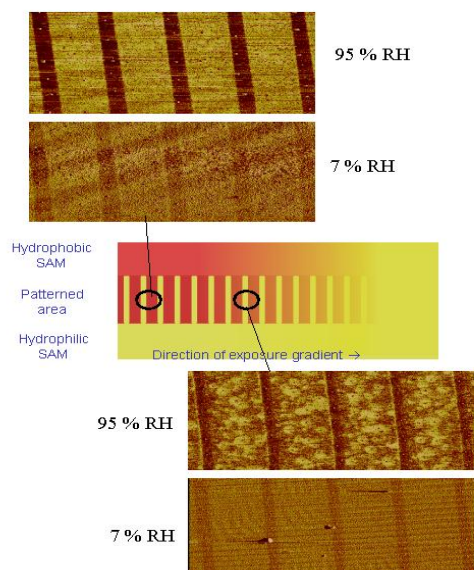 95 % RH
7 % RH
Hydrophobic
SAM
Patterned
area
Hydrophilic
SAM
Direction of exposure gradient →
95 % RH
7 % RH